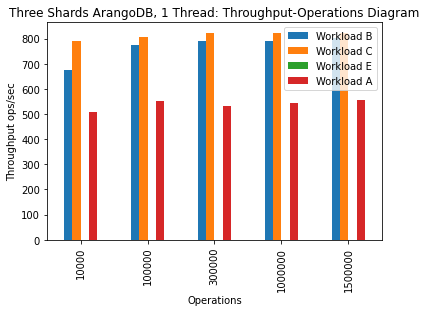 Three Shards ArangoDB, 1 Thread: Throughput-Operations Diagram
Workload B
Workload C
Workload E
Workload A
Throughput ops/sec
800
700
600
500
400
300
200
100
0
10000
100000
300000
1000000
1500000
Operations